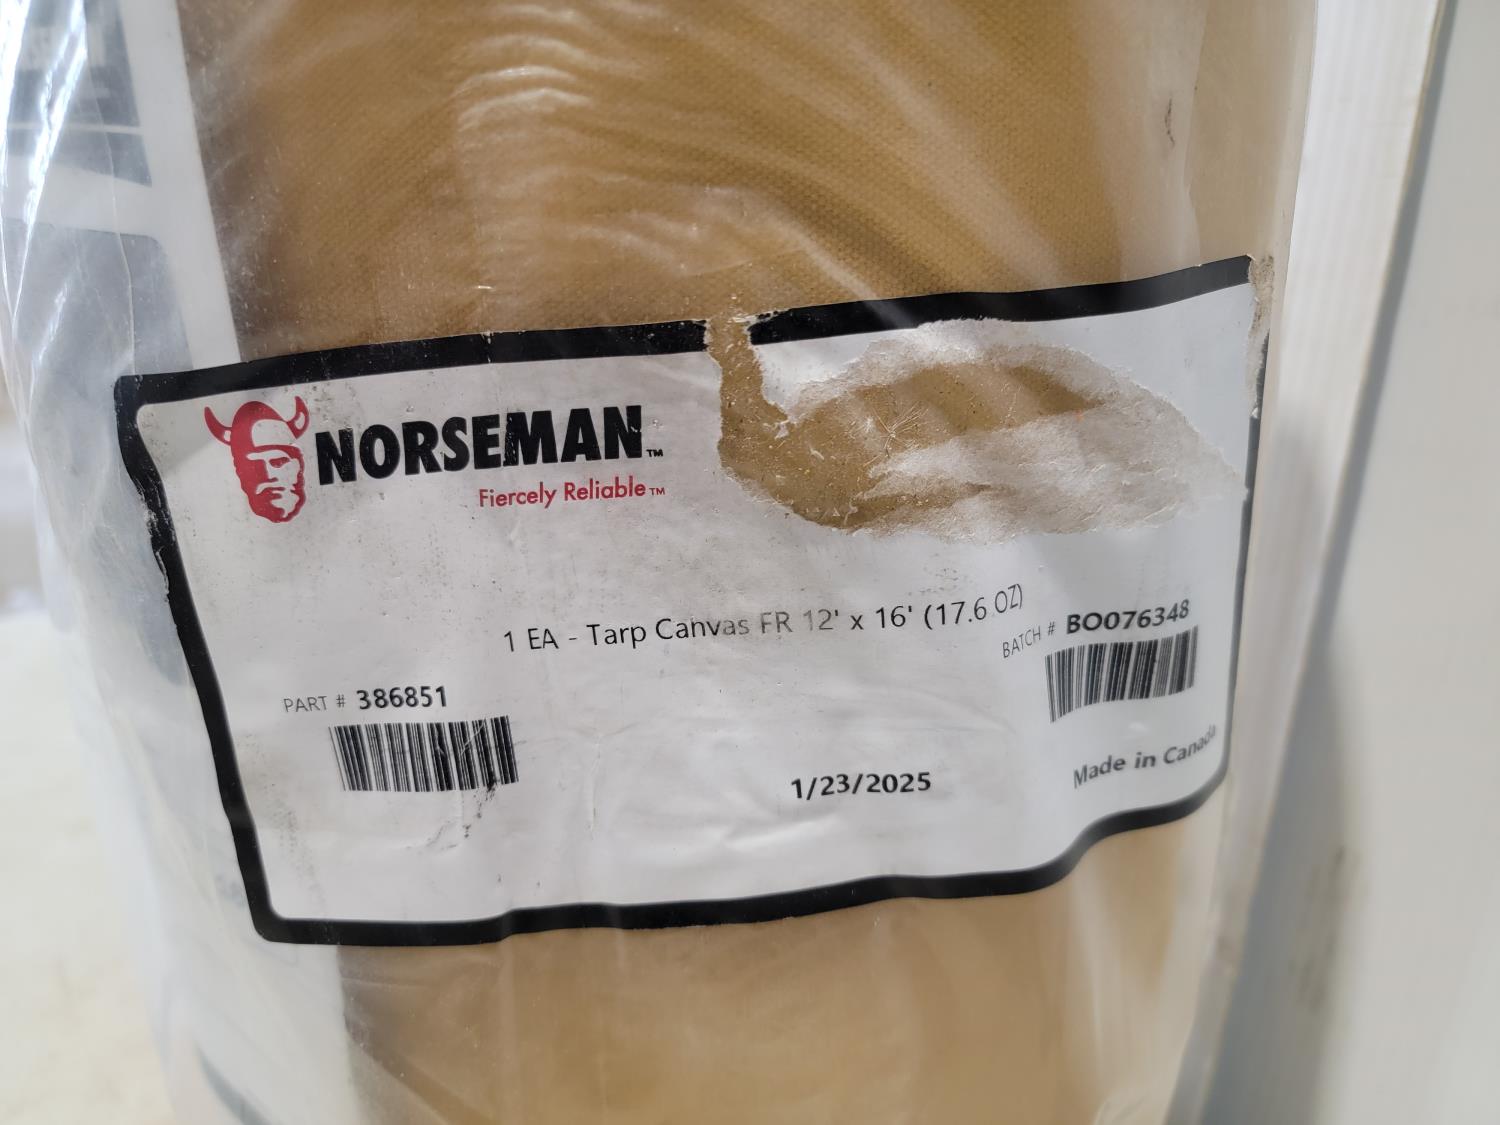 NORSEMAN™
Fiercely Reliable™
1 EA - Tarp Canvas FR 12' x 16' (17.6 OZ)
PART # 386851
BATCH # BO076348
1/23/2025
Made in Canada